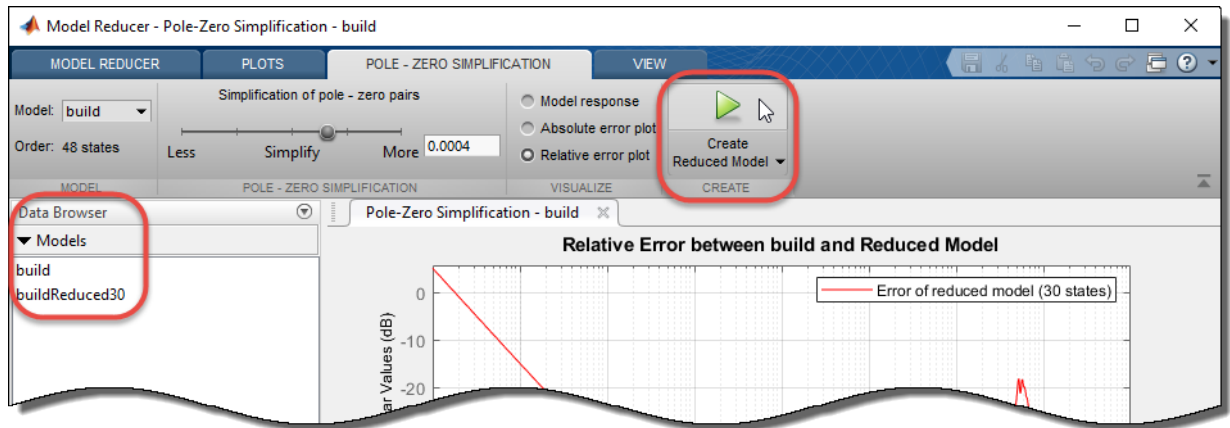 Model Reducer - Pole-Zero Simplification - build
MODEL REDUCER PLOTS POLE - ZERO SIMPLIFICATION VIEW
Model: build
Order: 48 states
MODEL
Simplification of pole - zero pairs
Less Simplify More 0.0004
POLE - ZERO SIMPLIFICATION
Model response
Absolute error plot
Relative error plot
VISUALIZE
Create
Reduced Model
CREATE
Data Browser
Models
build
buildReduced30
Pole-Zero Simplification - build
Relative Error between build and Reduced Model
Error of reduced model (30 states)
0
-10
-20
Values (dB)